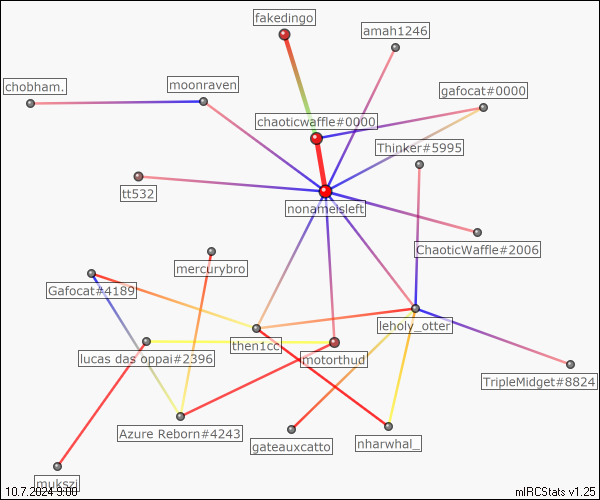 fakedingo
amah1246
chobham.
moonraven
gafocat#0000
chaoticwaffle#0000
Thinker#5995
tt532
nonameisleft
ChaoticWaffle#2006
mercurybro
Gafocat#4189
leholy_otter
then1cc
lucas das oppai#2396
motorthud
TripleMidget#8824
Azure Reborn#4243
gateauxcatto
nharwhal_
mukszi
10.7.2024 9:00
mIRCStats v1.25